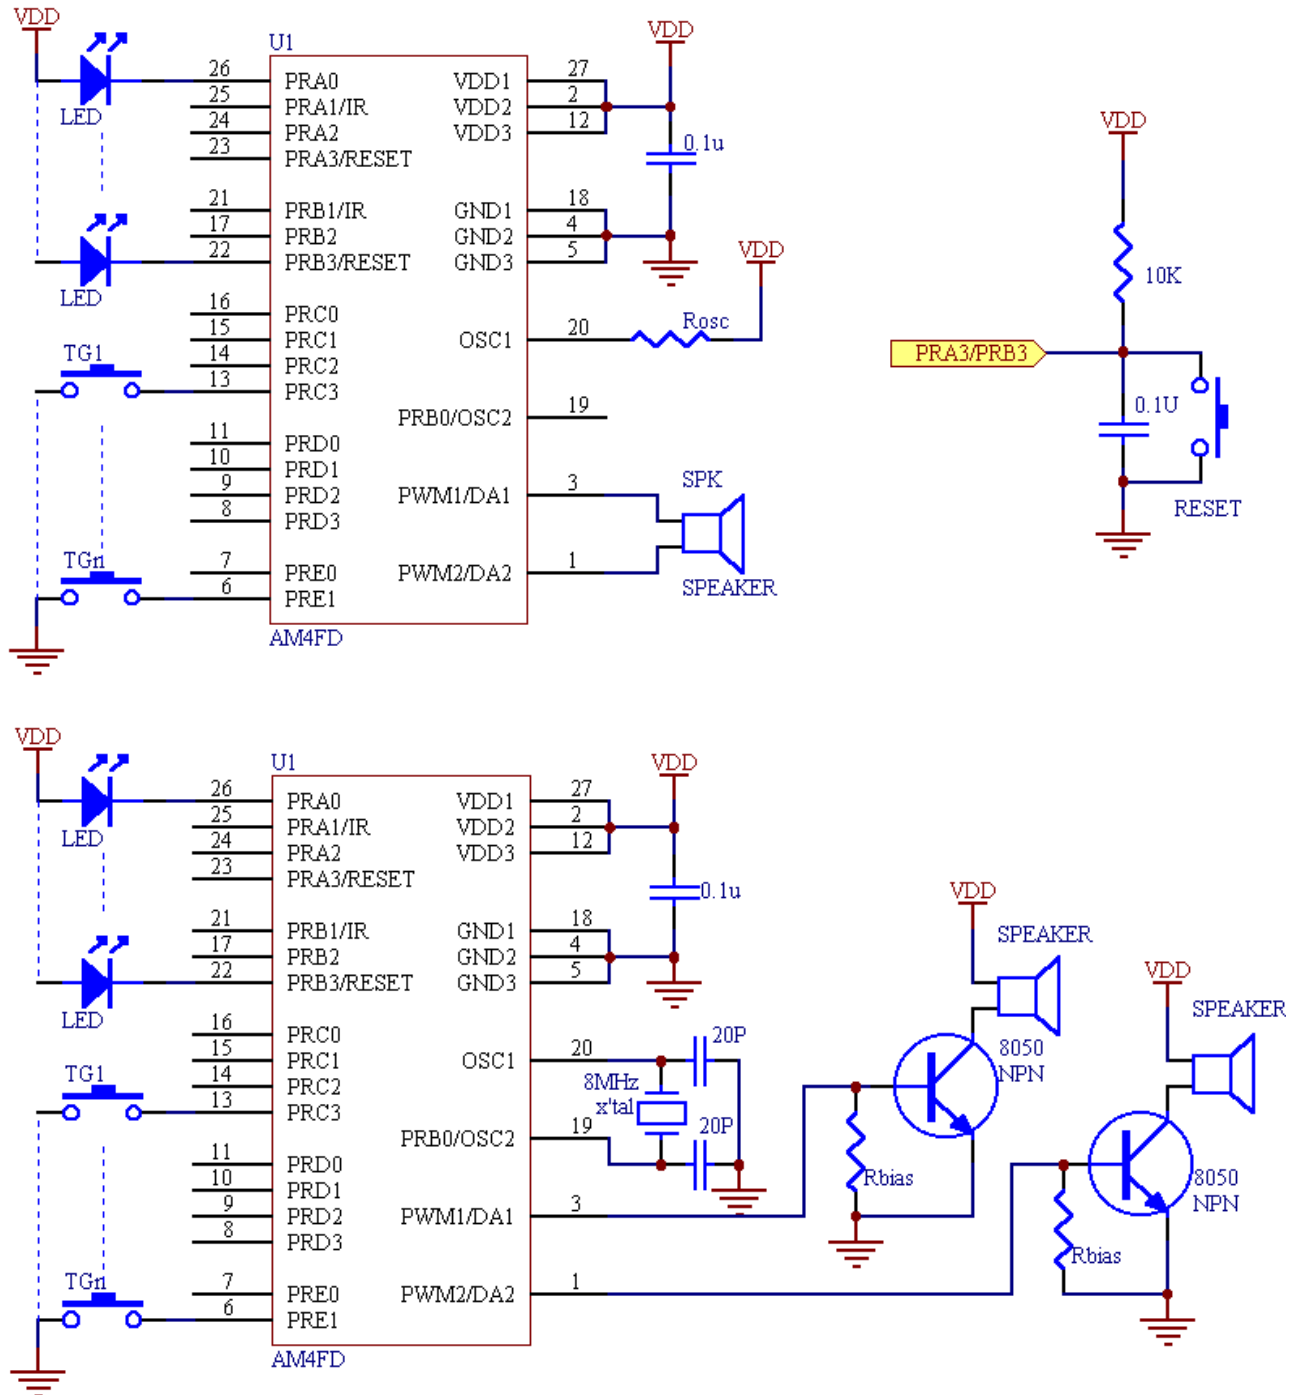 VDD
LED
LED
TG1
TGn
U1
26 PRA0
25 PRA1/IR
24 PRA2
23 PRA3/RESET
21 PRB1/IR
17 PRB2
22 PRB3/RESET
16 PRC0
15 PRC1
14 PRC2
13 PRC3
11 PRD0
10 PRD1
9 PRD2
8 PRD3
7 PRE0
6 PRE1
VDD1 27
VDD2 2
VDD3 12
GND1 18
GND2 4
GND3 5
OSC1 20
PRB0/OSC2 19
PWM1/DA1 3
PWM2/DA2 1
AM4FD
VDD
0.1u
VDD
Rosc
SPK
SPEAKER
VDD
10K
PRA3/PRB3
0.1U
RESET
VDD
LED
LED
TG1
TGn
U1
26 PRA0
25 PRA1/IR
24 PRA2
23 PRA3/RESET
21 PRB1/IR
17 PRB2
22 PRB3/RESET
16 PRC0
15 PRC1
14 PRC2
13 PRC3
11 PRD0
10 PRD1
9 PRD2
8 PRD3
7 PRE0
6 PRE1
VDD1 27
VDD2 2
VDD3 12
GND1 18
GND2 4
GND3 5
OSC1 20
PRB0/OSC2 19
PWM1/DA1 3
PWM2/DA2 1
AM4FD
VDD
0.1u
20P
8MHz
x'tal
20P
VDD
SPEAKER
8050
NPN
Rbias
VDD
SPEAKER
8050
NPN
Rbias